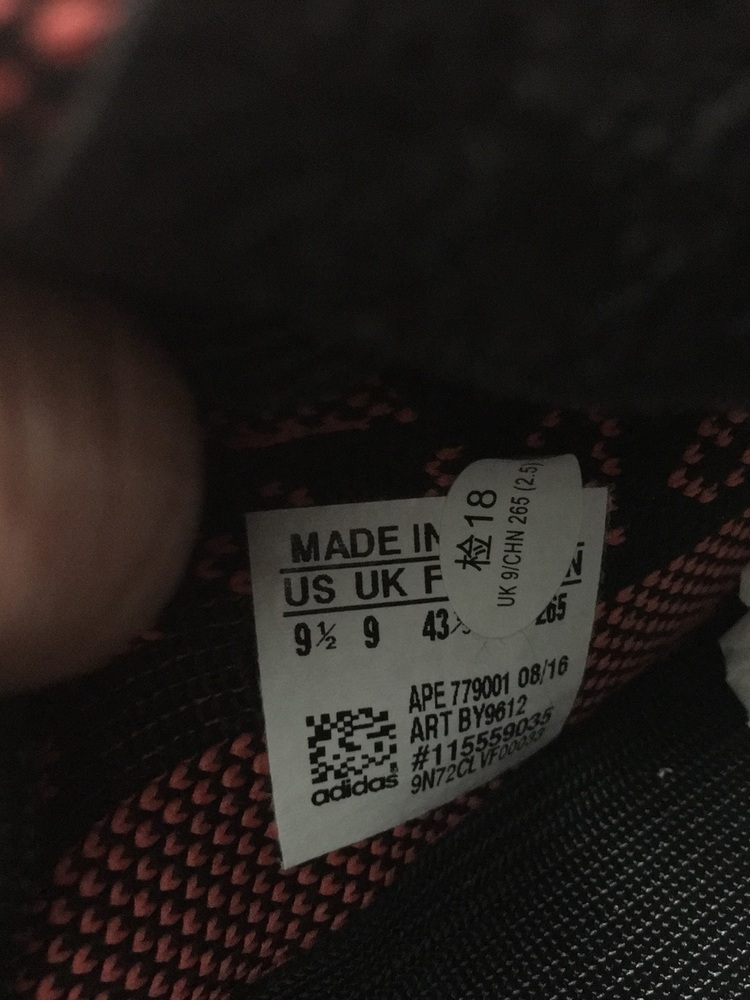 MADE IN
US UK F
9½ 9 43 265
检18
UK 9/CHN 265 (2.5)
APE 779001 08/16
ART BY9612
#115559035
9N72CLVF00033
adidas